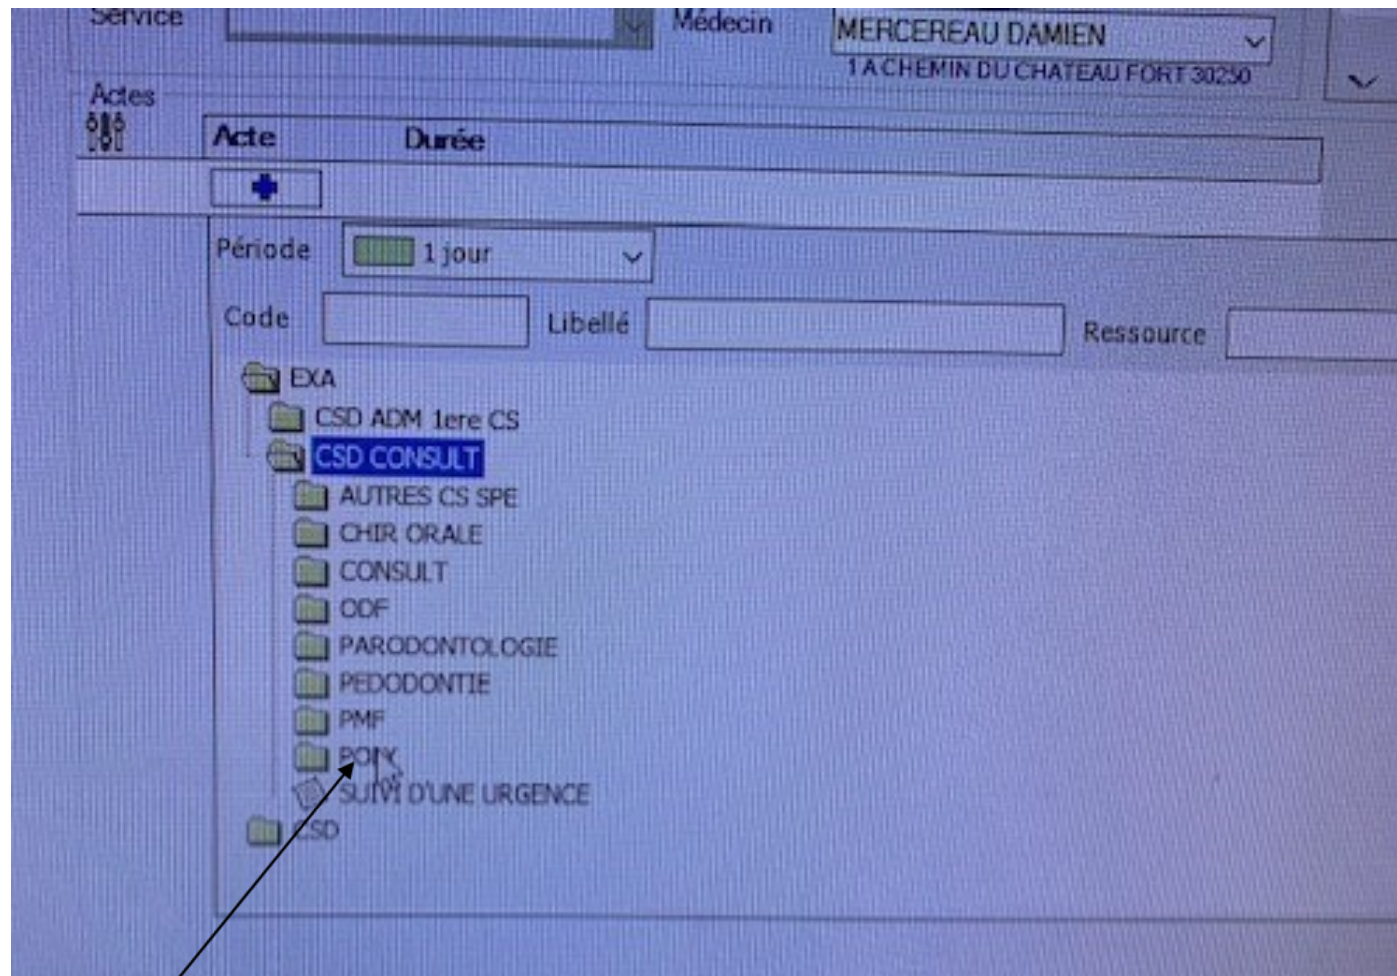 Service Médecin MERCEREAU DAMIEN
1 A CHEMIN DU CHATEAU FORT 30250
Actes
Acte Durée
Période 1 jour
Code Libellé Ressource
EXA
CSD ADM 1ere CS
CSD CONSULT
AUTRES CS SPE
CHIR ORALE
CONSULT
ODF
PARODONTOLOGIE
PEDODONTIE
PMF
SUIVI D'UNE URGENCE
CSD